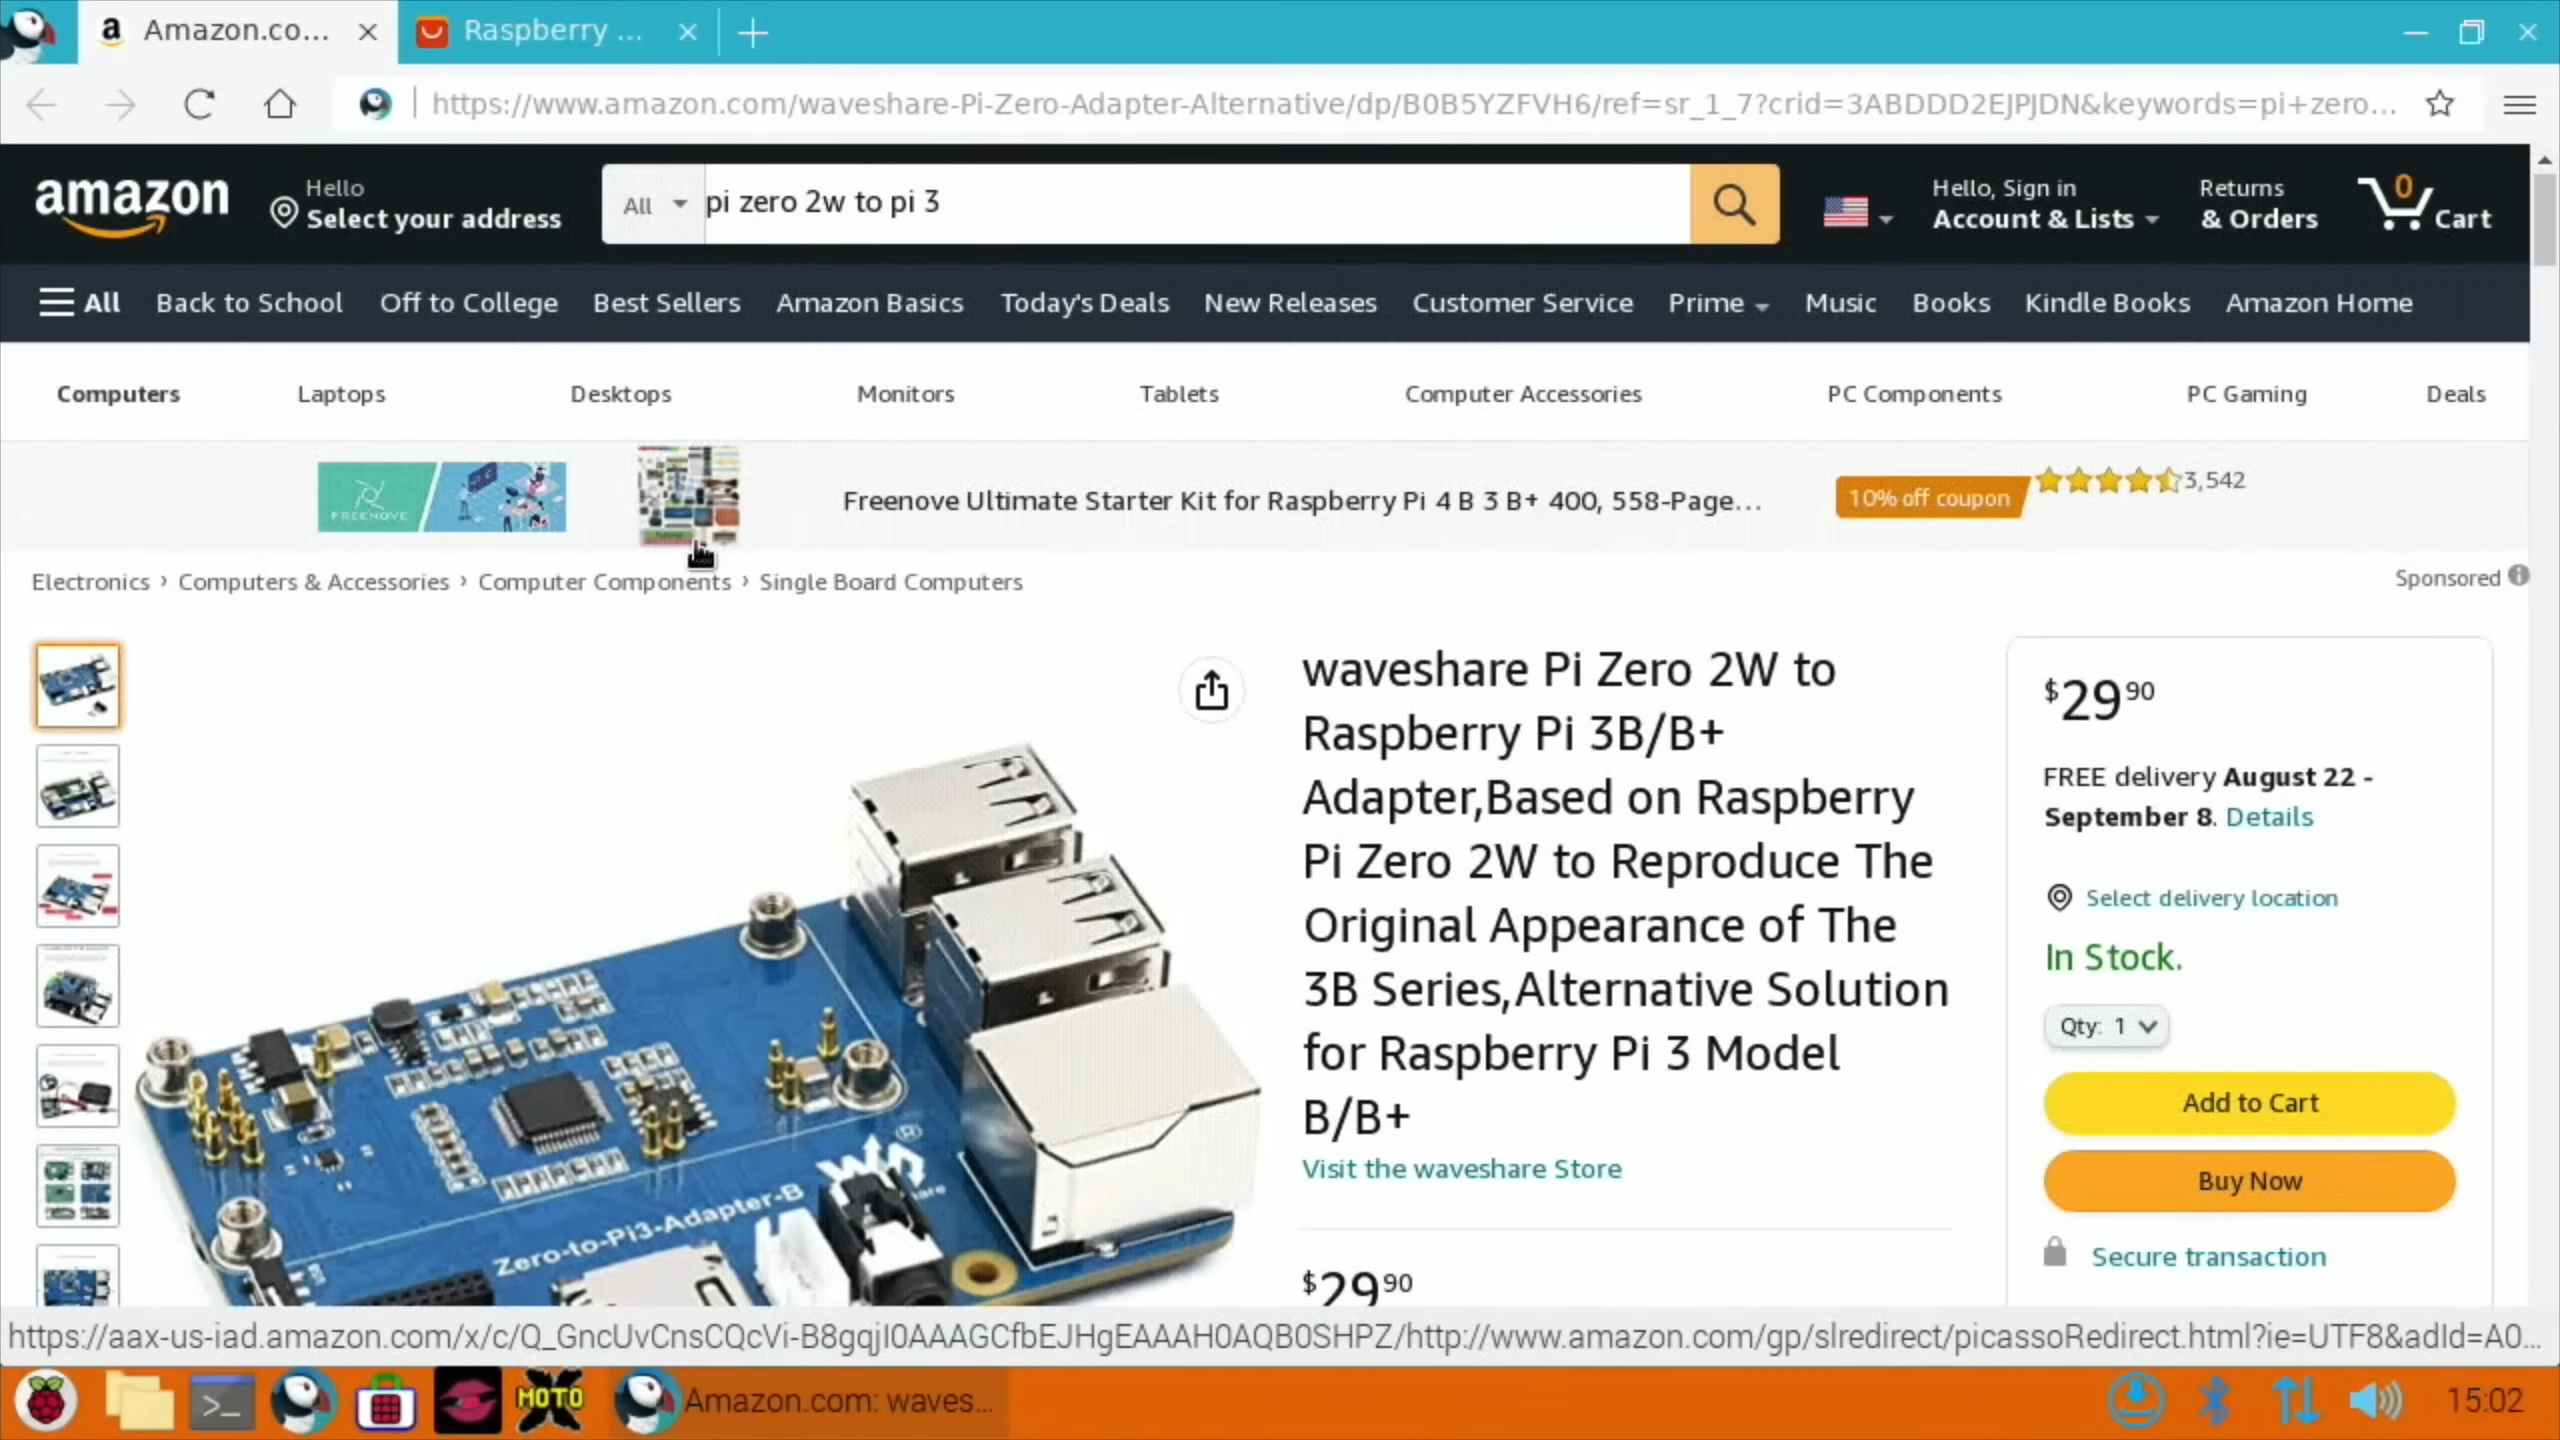 Amazon.co...
Raspberry ...
https://www.amazon.com/waveshare-Pi-Zero-Adapter-Alternative/dp/B0B5YZFVH6/ref=sr_1_7?crid=3ABDDD2EJPJDN&keywords=pi+zero...
amazon
Hello
Select your address
All
pi zero 2w to pi 3
Hello, Sign in
Account & Lists
Returns
& Orders
0
Cart
All
Back to School
Off to College
Best Sellers
Amazon Basics
Today's Deals
New Releases
Customer Service
Prime
Music
Books
Kindle Books
Amazon Home
Computers
Laptops
Desktops
Monitors
Tablets
Computer Accessories
PC Components
PC Gaming
Deals
FREENOVE
Freenove Ultimate Starter Kit for Raspberry Pi 4 B 3 B+ 400, 558-Page...
10% off coupon
3,542
Electronics › Computers & Accessories › Computer Components › Single Board Computers
Sponsored
waveshare Pi Zero 2W to
Raspberry Pi 3B/B+
Adapter,Based on Raspberry
Pi Zero 2W to Reproduce The
Original Appearance of The
3B Series,Alternative Solution
for Raspberry Pi 3 Model
B/B+
Visit the waveshare Store
$29 90
$29 90
FREE delivery August 22 -
September 8. Details
Select delivery location
In Stock.
Qty: 1
Add to Cart
Buy Now
Secure transaction
Zero-to-Pi3-Adapter-B
https://aax-us-iad.amazon.com/x/c/Q_GncUvCnsCQcVi-B8gqjI0AAAGCfbEJHgEAAAH0AQB0SHPZ/http://www.amazon.com/gp/slredirect/picassoRedirect.html?ie=UTF8&adId=A0...
MOTO
Amazon.com: waves...
15:02